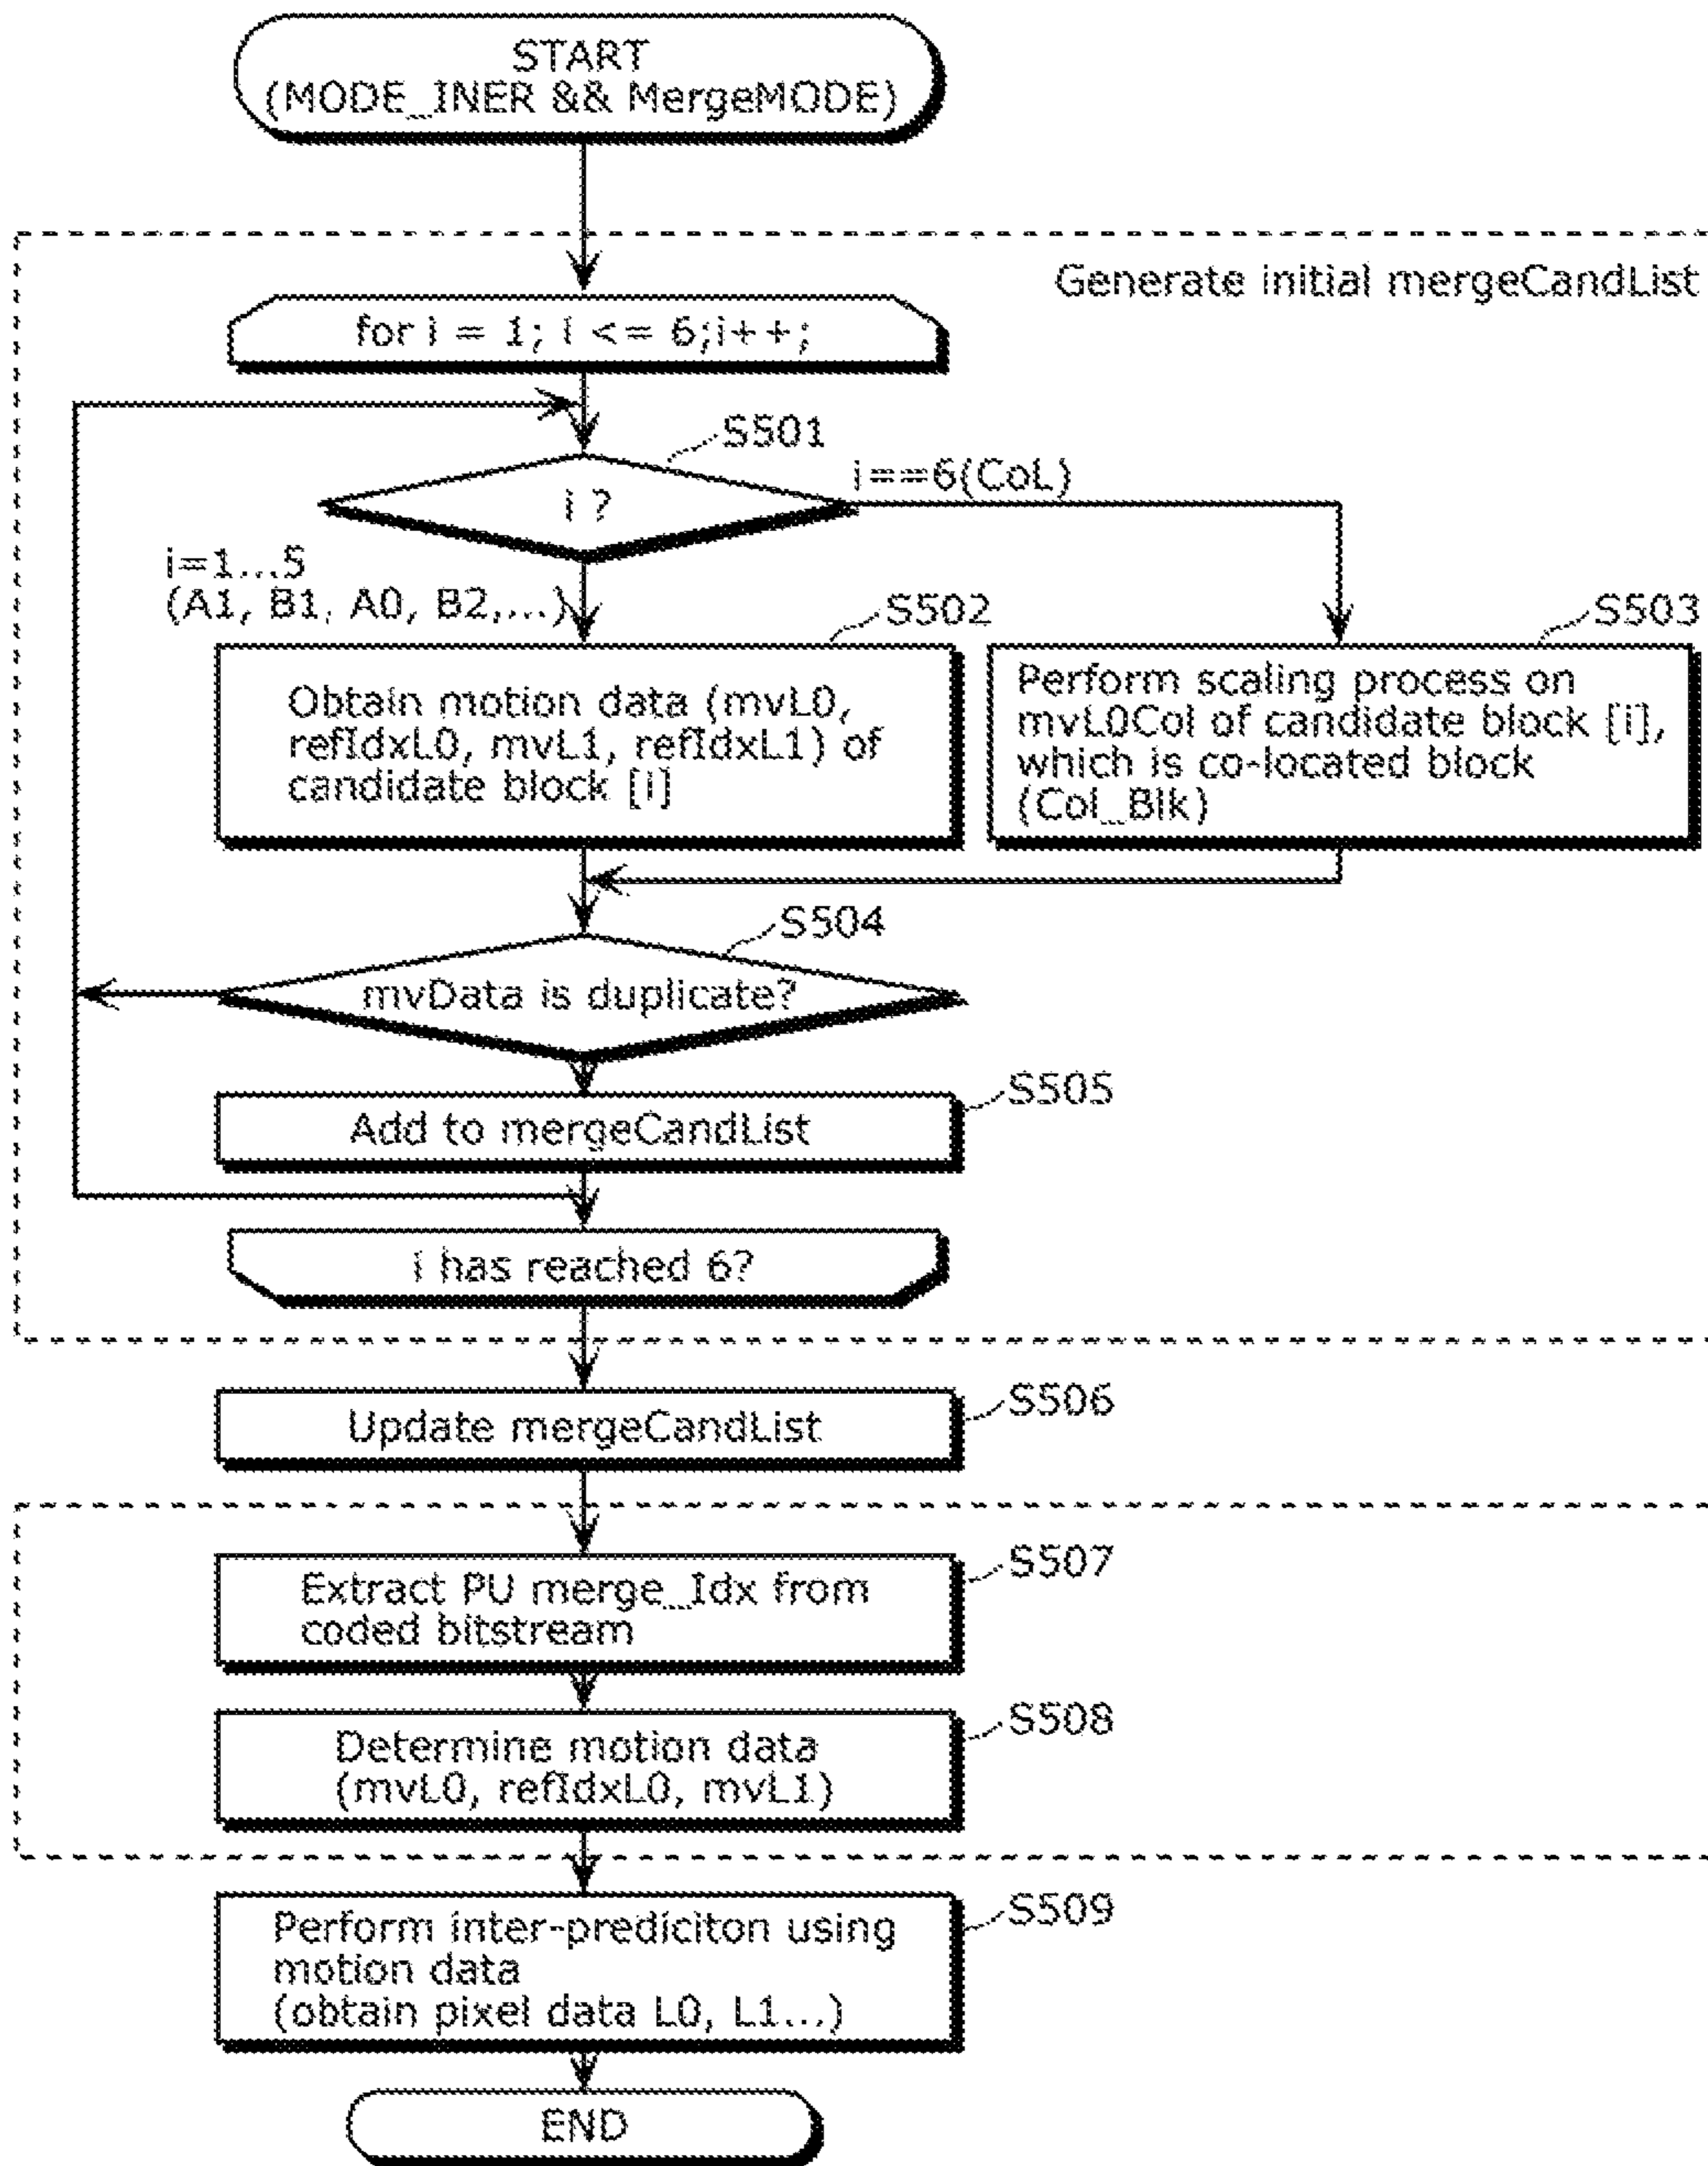 START
(MODE_INER && MergeMODE)
Generate initial mergeCandList
for i = 1; i <= 6;i++;
S501
i ?
i==6(CoL)
i=1...5
(A1, B1, A0, B2,...)
S502
Obtain motion data (mvL0,
refIdxL0, mvL1, refIdxL1) of
candidate block [i]
S503
Perform scaling process on
mvL0Col of candidate block [i],
which is co-located block
(Col_Blk)
S504
mvData is duplicate?
S505
Add to mergeCandList
i has reached 6?
S506
Update mergeCandList
S507
Extract PU merge_Idx from
coded bitstream
S508
Determine motion data
(mvL0, refIdxL0, mvL1)
S509
Perform inter-prediciton using
motion data
(obtain pixel data L0, L1...)
END